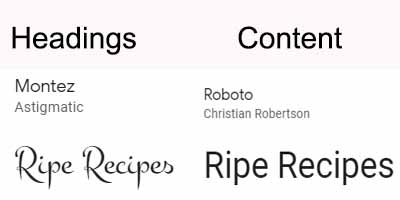 Headings
Content
Montez
Astigmatic
Roboto
Christian Robertson
Ripe Recipes
Ripe Recipes